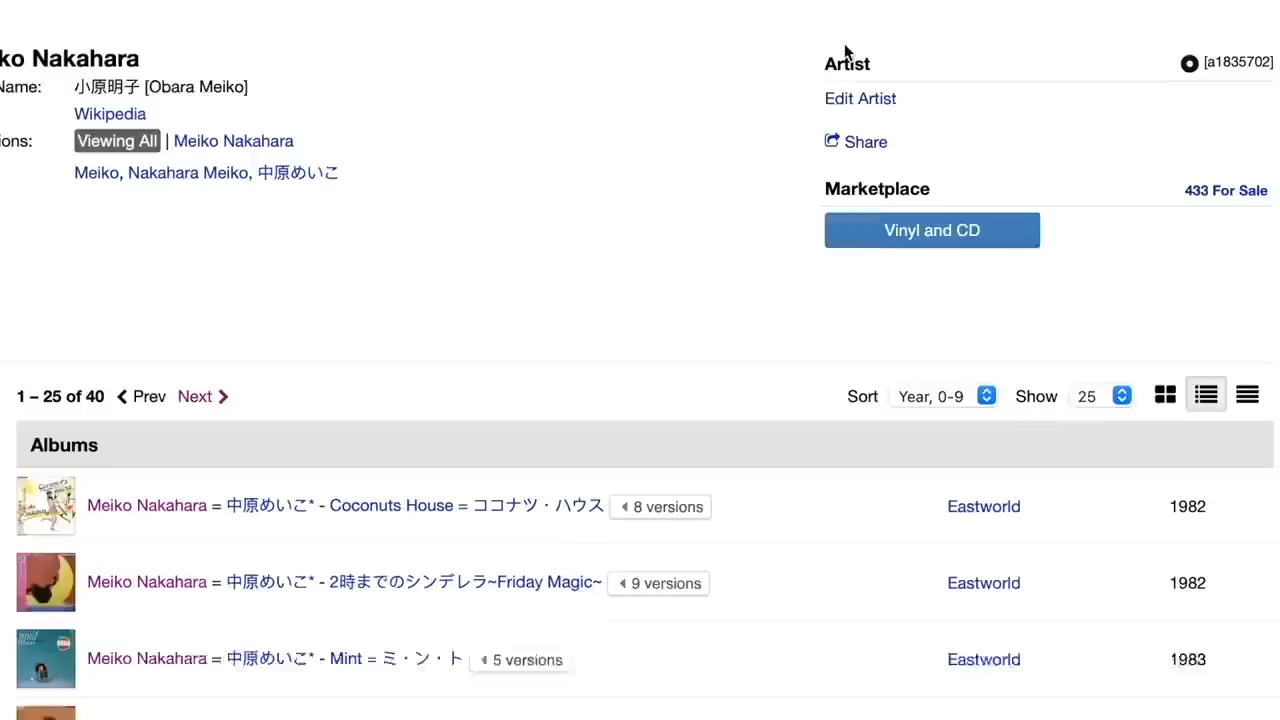 ko Nakahara
Name: 小原明子 [Obara Meiko]
Wikipedia
ions: Viewing All | Meiko Nakahara
Meiko, Nakahara Meiko, 中原めいこ
Artist [a1835702]
Edit Artist
Share
Marketplace 433 For Sale
Vinyl and CD
1 – 25 of 40 Prev Next Sort Year, 0-9 Show 25
Albums
Meiko Nakahara = 中原めいこ* - Coconuts House = ココナツ・ハウス 8 versions Eastworld 1982
Meiko Nakahara = 中原めいこ* - 2時までのシンデレラ~Friday Magic~ 9 versions Eastworld 1982
Meiko Nakahara = 中原めいこ* - Mint = ミ・ン・ト 5 versions Eastworld 1983